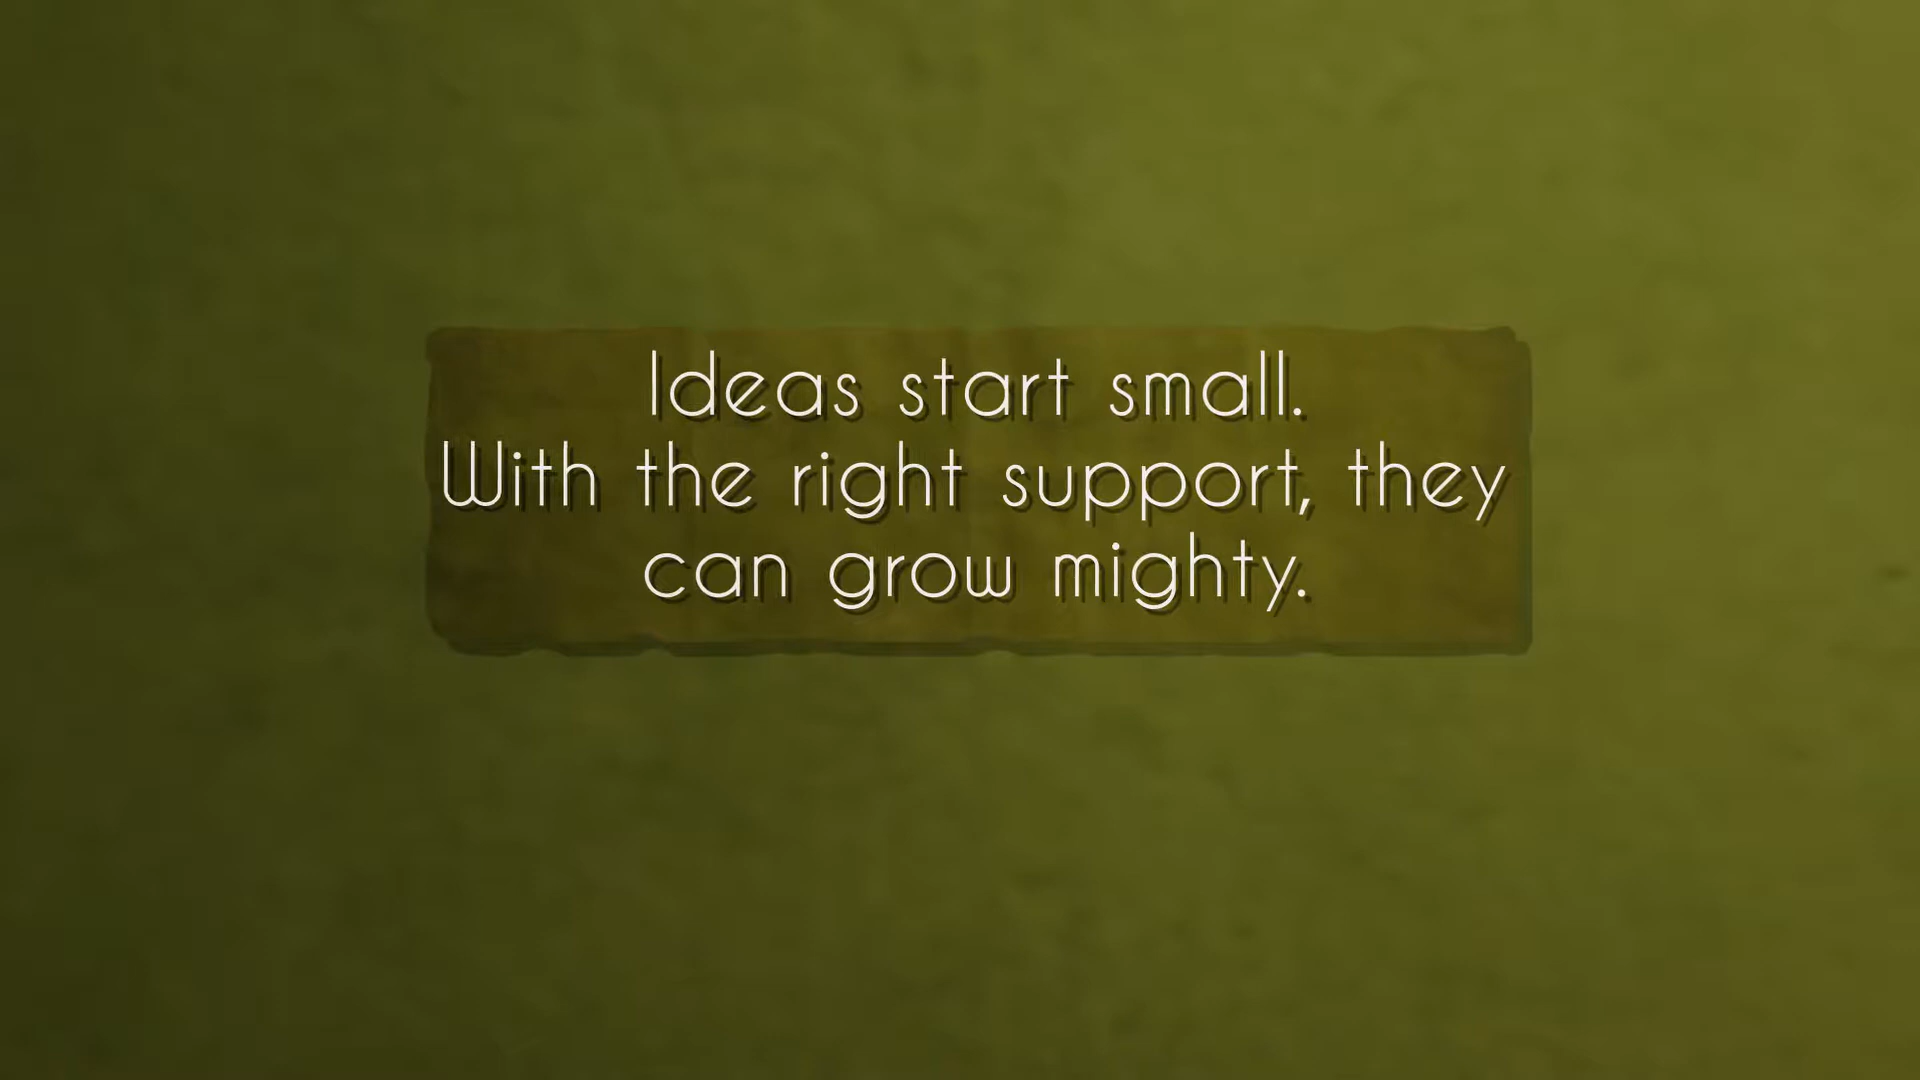 Ideas start small.
With the right support, they
can grow mighty.